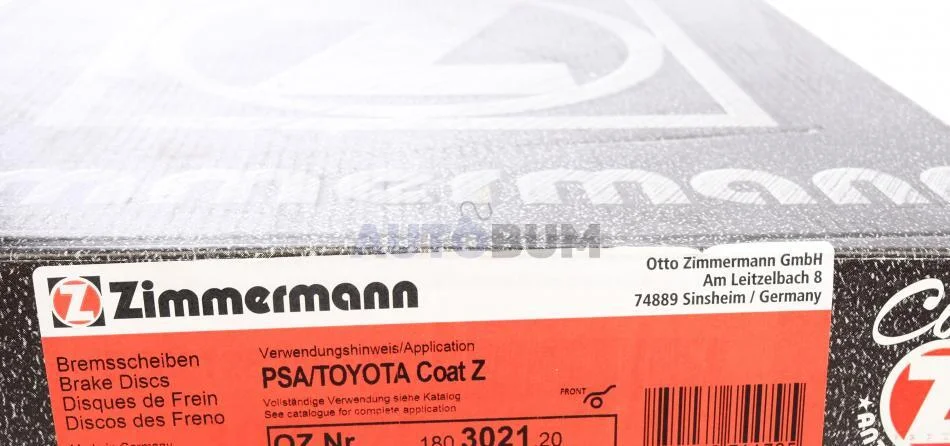 mmermann
AUTOBUM
Zimmermann
Otto Zimmermann GmbH
Am Leitzelbach 8
74889 Sinsheim / Germany
Bremsscheiben
Brake Discs
Disques de Frein
Discos des Freno
Verwendungshinweis/Application
PSA/TOYOTA Coat Z
Vollständige Verwendung siehe Katalog
See catalogue for complete application
FRONT
OZ Nr
180.3021.20
Z